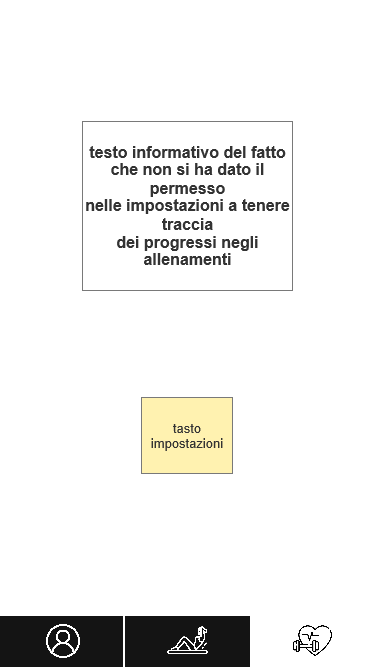 testo informativo del fatto
che non si ha dato il
permesso
nelle impostazioni a tenere
traccia
dei progressi negli
allenamenti
tasto
impostazioni